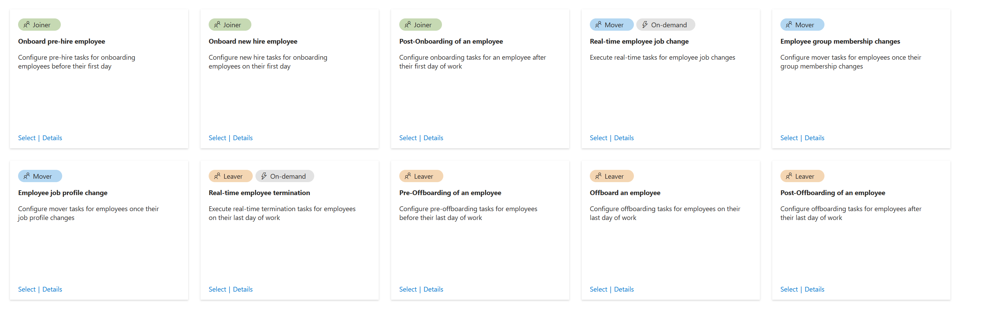 Joiner
Onboard pre-hire employee
Configure pre-hire tasks for onboarding
employees before their first day
Select | Details
Joiner
Onboard new hire employee
Configure new hire tasks for onboarding
employees on their first day
Select | Details
Joiner
Post-Onboarding of an employee
Configure onboarding tasks for an employee after
their first day of work
Select | Details
Mover On-demand
Real-time employee job change
Execute real-time tasks for employee job changes
Select | Details
Mover
Employee group membership changes
Configure mover tasks for employees once their
group membership changes
Select | Details
Mover
Employee job profile change
Configure mover tasks for employees once their
job profile changes
Select | Details
Leaver On-demand
Real-time employee termination
Execute real-time termination tasks for employees
on their last day of work
Select | Details
Leaver
Pre-Offboarding of an employee
Configure pre-offboarding tasks for employees
before their last day of work
Select | Details
Leaver
Offboard an employee
Configure offboarding tasks for employees on their
last day of work
Select | Details
Leaver
Post-Offboarding of an employee
Configure offboarding tasks for employees after
their last day of work
Select | Details